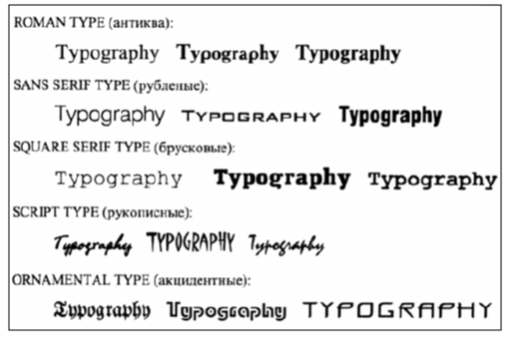 ROMAN TYPE (антиква):
Typography Typography Typography
SANS SERIF TYPE (рубленые):
Typography TYPOGRAPHY Typography
SQUARE SERIF TYPE (брусковые):
Typography Typography Typography
SCRIPT TYPE (рукописные):
Typography TYPOGRAPHY Typography
ORNAMENTAL TYPE (акцидентные):
Typography Typography TYPOGRAPHY